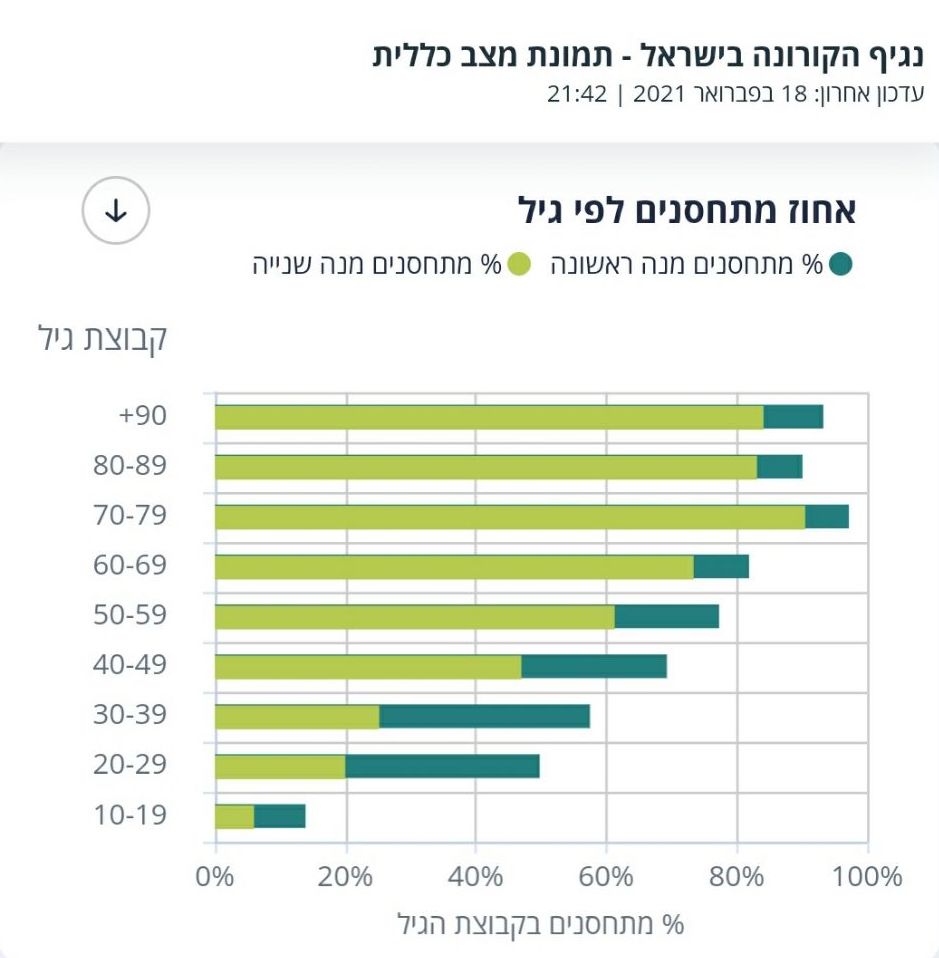 נגיף הקורונה בישראל - תמונת מצב כללית
עדכון אחרון: 18 בפברואר 2021 | 21:42
אחוז מתחסנים לפי גיל
% מתחסנים מנה ראשונה % מתחסנים מנה שנייה
קבוצת גיל
90+
80-89
70-79
60-69
50-59
40-49
30-39
20-29
10-19
0% 20% 40% 60% 80% 100%
% מתחסנים בקבוצת הגיל